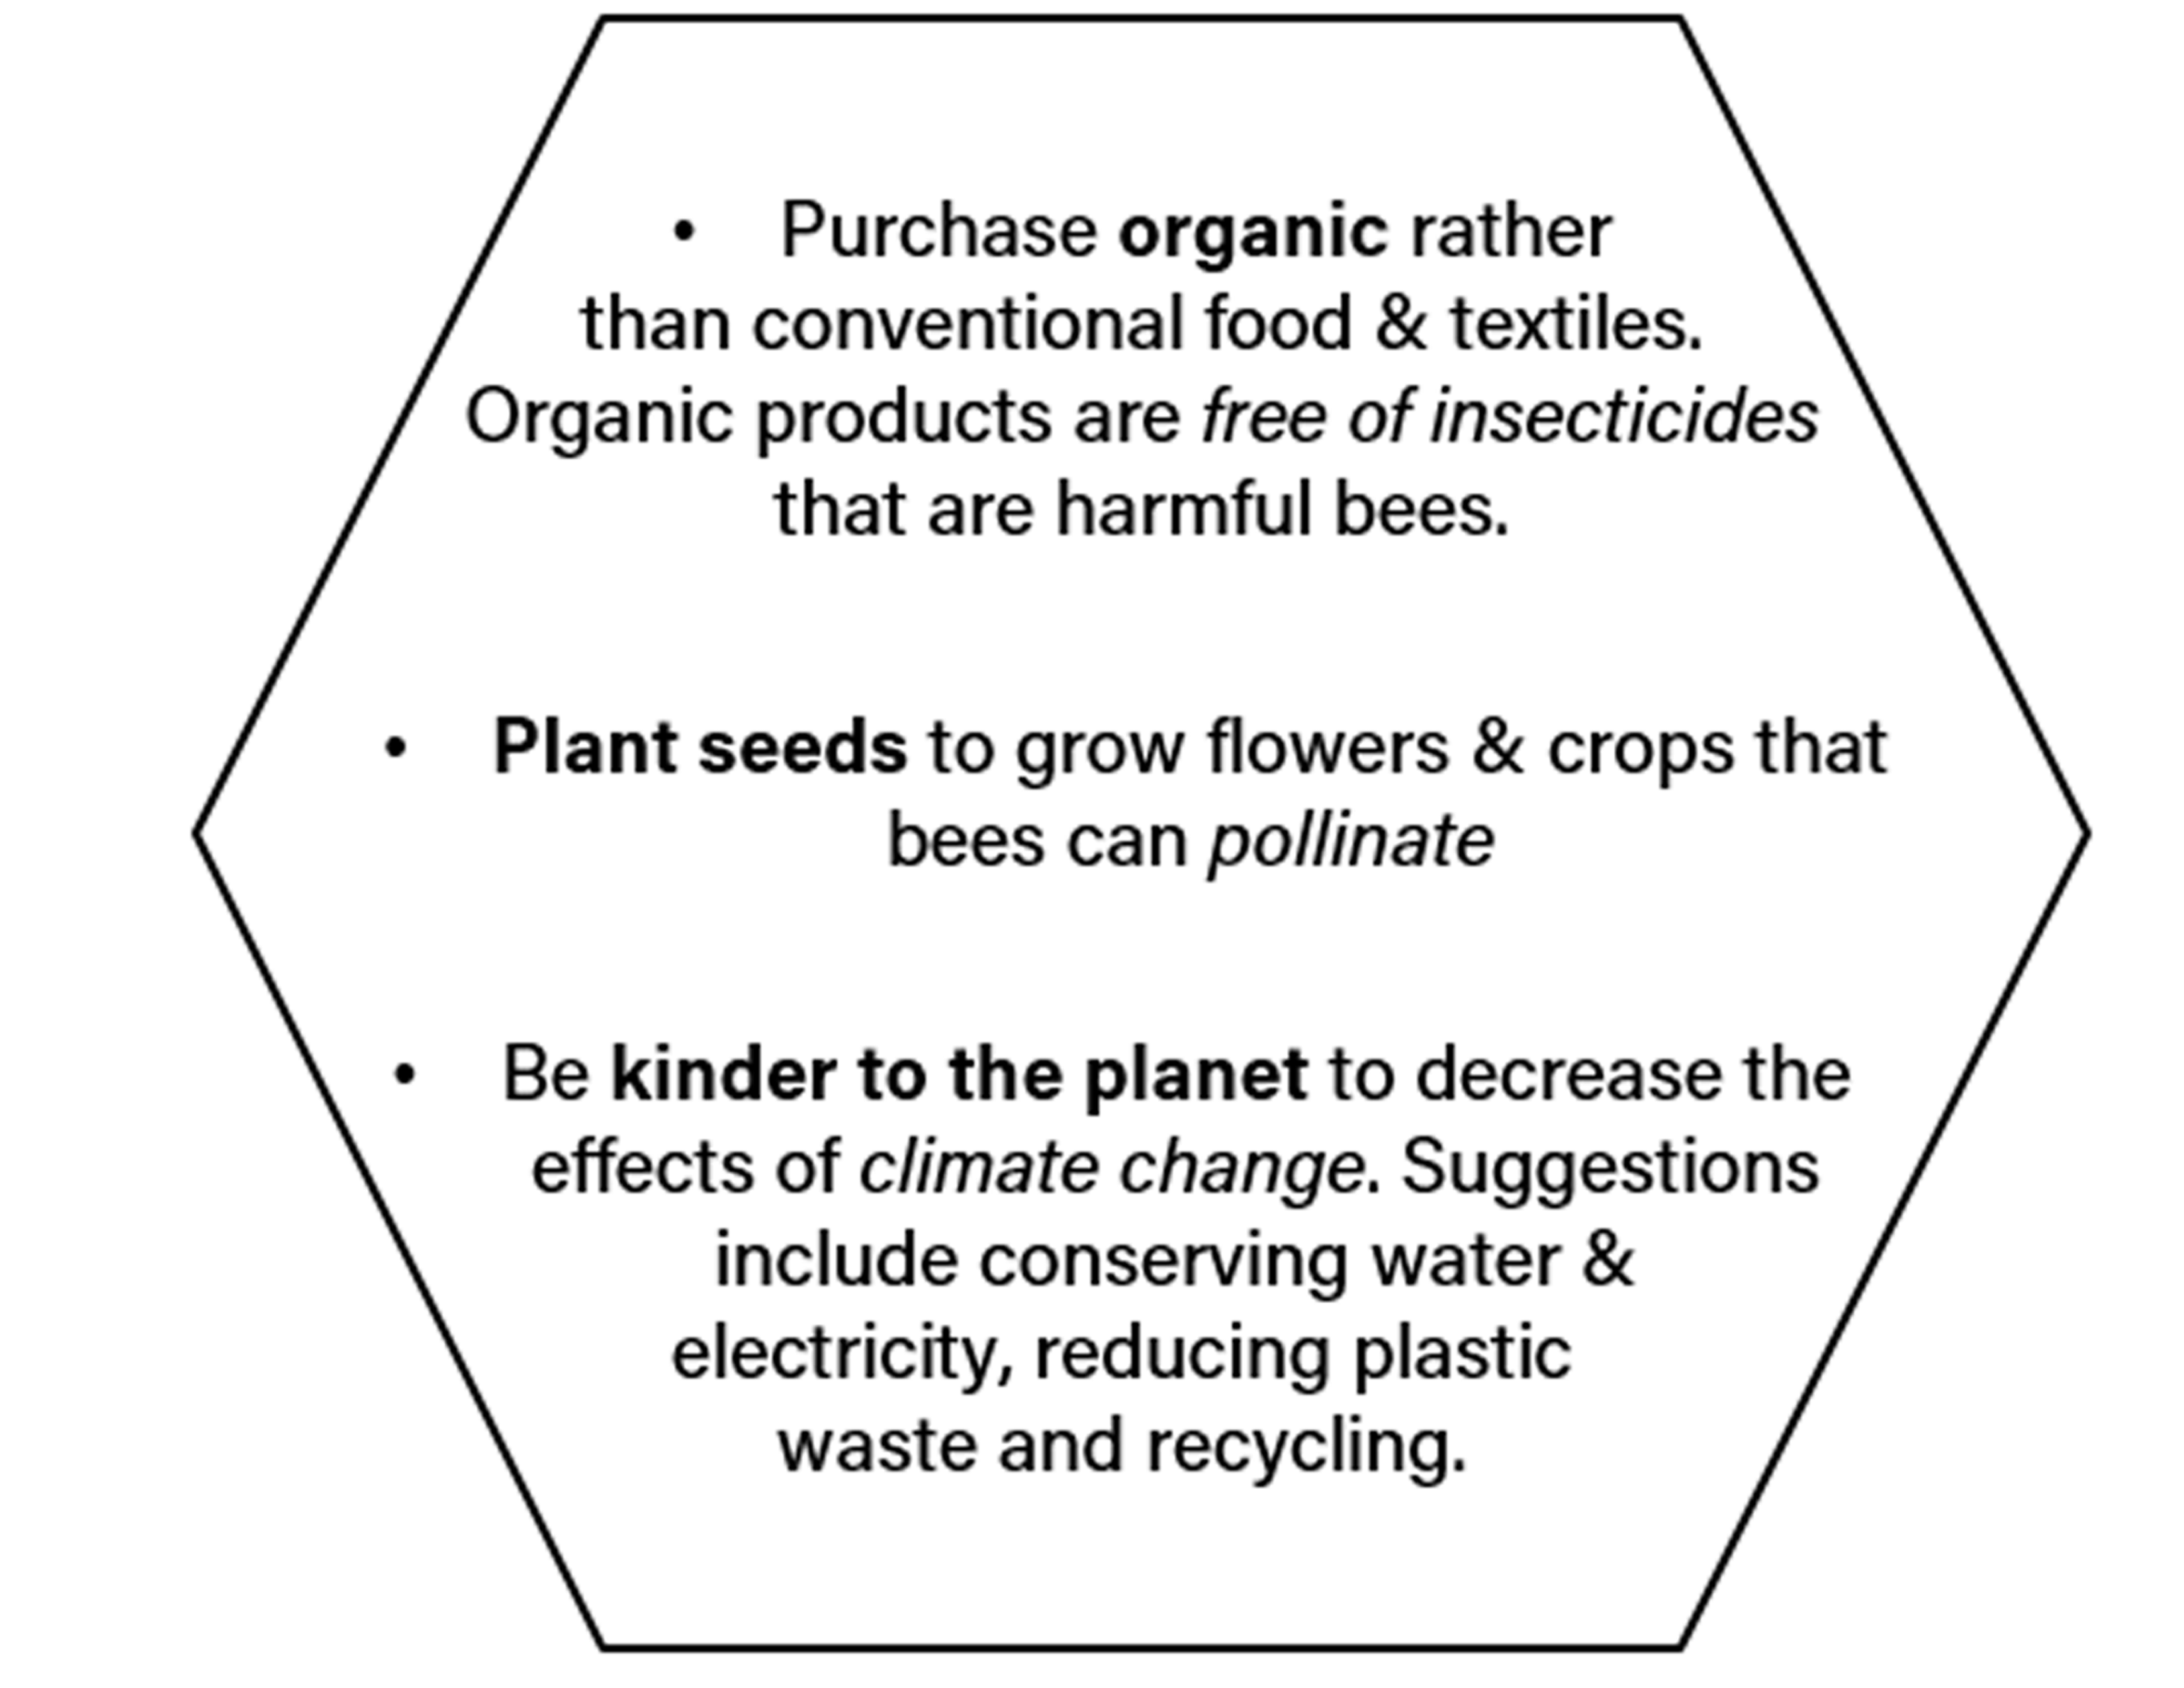 • Purchase organic rather
than conventional food & textiles.
Organic products are free of insecticides
that are harmful bees.
• Plant seeds to grow flowers & crops that
bees can pollinate
• Be kinder to the planet to decrease the
effects of climate change. Suggestions
include conserving water &
electricity, reducing plastic
waste and recycling.